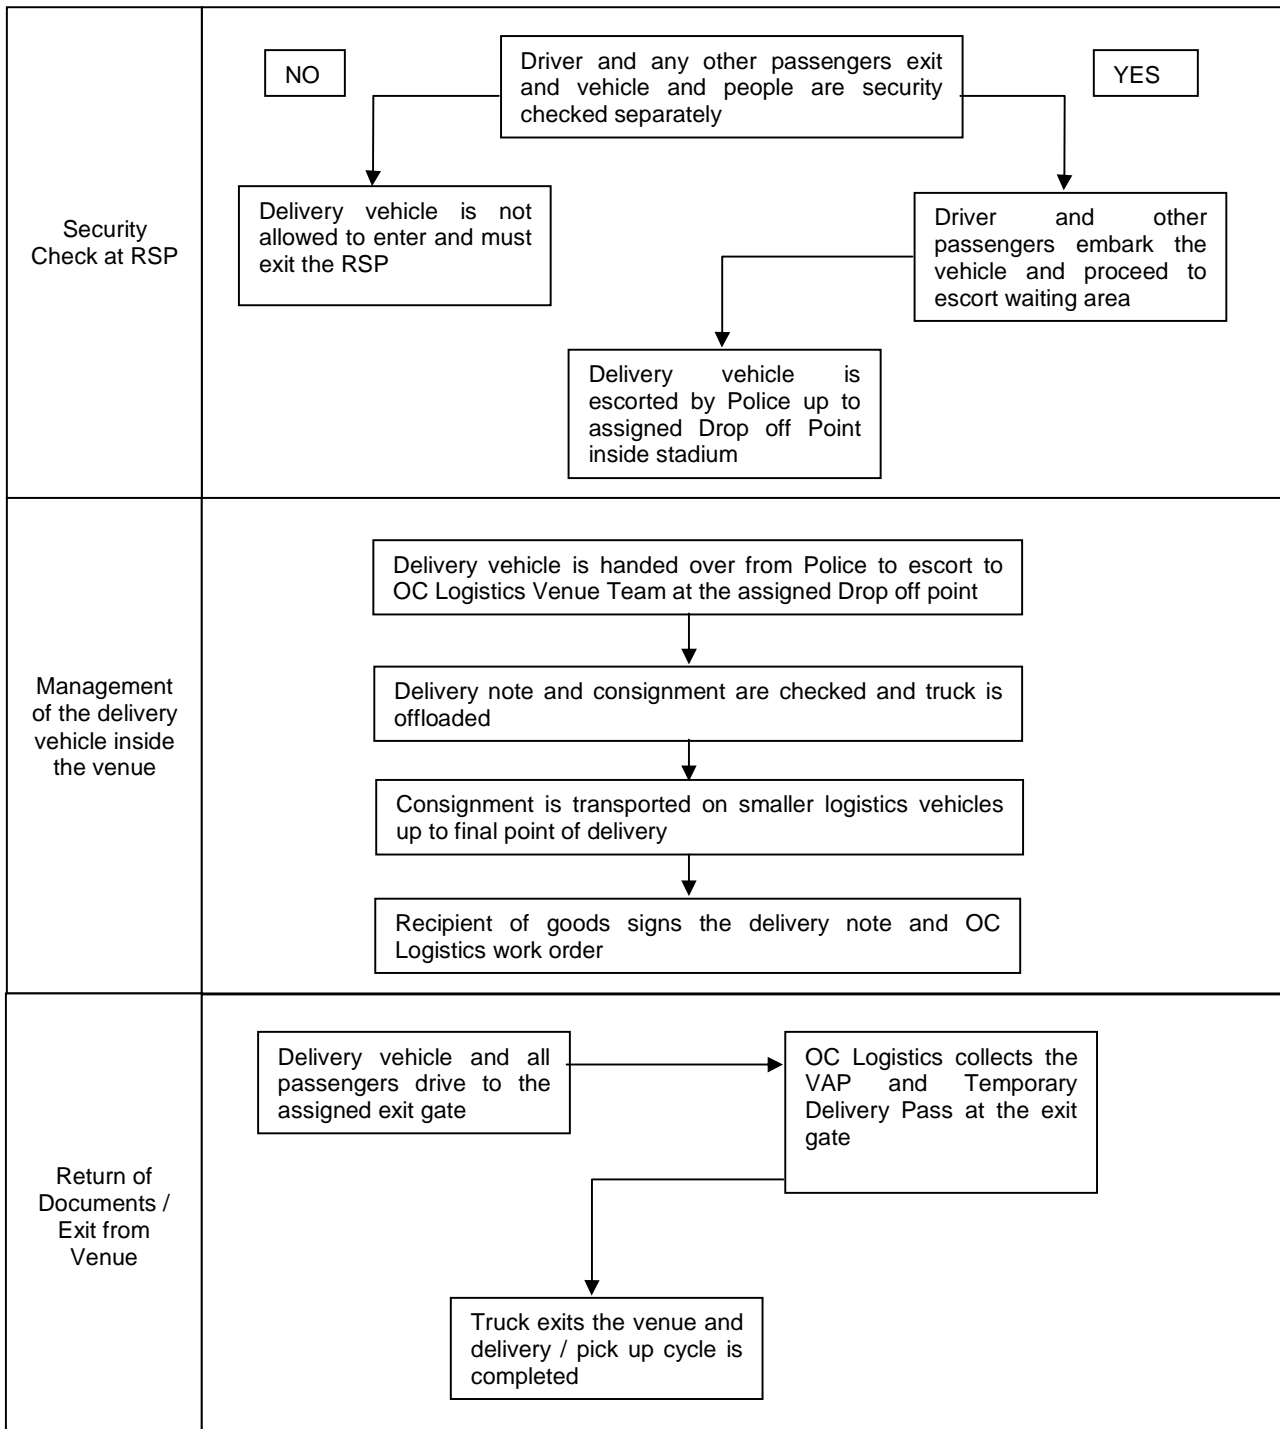 Security
Check at RSP
NO
Driver and any other passengers exit
and vehicle and people are security
checked separately
YES
Delivery vehicle is not
allowed to enter and must
exit the RSP
Driver and other
passengers embark the
vehicle and proceed to
escort waiting area
Delivery vehicle is
escorted by Police up to
assigned Drop off Point
inside stadium
Management
of the delivery
vehicle inside
the venue
Delivery vehicle is handed over from Police to escort to
OC Logistics Venue Team at the assigned Drop off point
Delivery note and consignment are checked and truck is
offloaded
Consignment is transported on smaller logistics vehicles
up to final point of delivery
Recipient of goods signs the delivery note and OC
Logistics work order
Return of
Documents /
Exit from
Venue
Delivery vehicle and all
passengers drive to the
assigned exit gate
OC Logistics collects the
VAP and Temporary
Delivery Pass at the exit
gate
Truck exits the venue and
delivery / pick up cycle is
completed